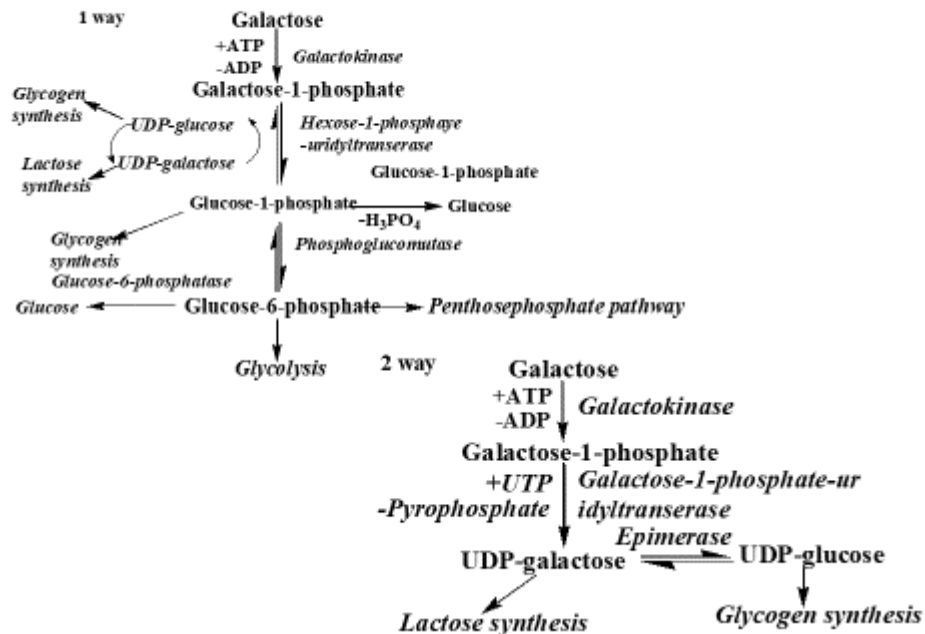 1 way
Galactose
+ATP
-ADP
Galactokinase
Galactose-1-phosphate
Glycogen
synthesis
UDP-glucose
Hexose-1-phosphaye
-uridyltranserase
Lactose
synthesis
UDP-galactose
Glucose-1-phosphate
Glucose-1-phosphate
-H₃PO₄
Glucose
Glycogen
synthesis
Phosphoglucomutase
Glucose-6-phosphatase
Glucose
Glucose-6-phosphate
Penthosephosphate pathway
Glycolysis
2 way
Galactose
+ATP
-ADP
Galactokinase
Galactose-1-phosphate
+UTP
-Pyrophosphate
Galactose-1-phosphate-ur
idyltranserase
Epimerase
UDP-galactose
UDP-glucose
Lactose synthesis
Glycogen synthesis